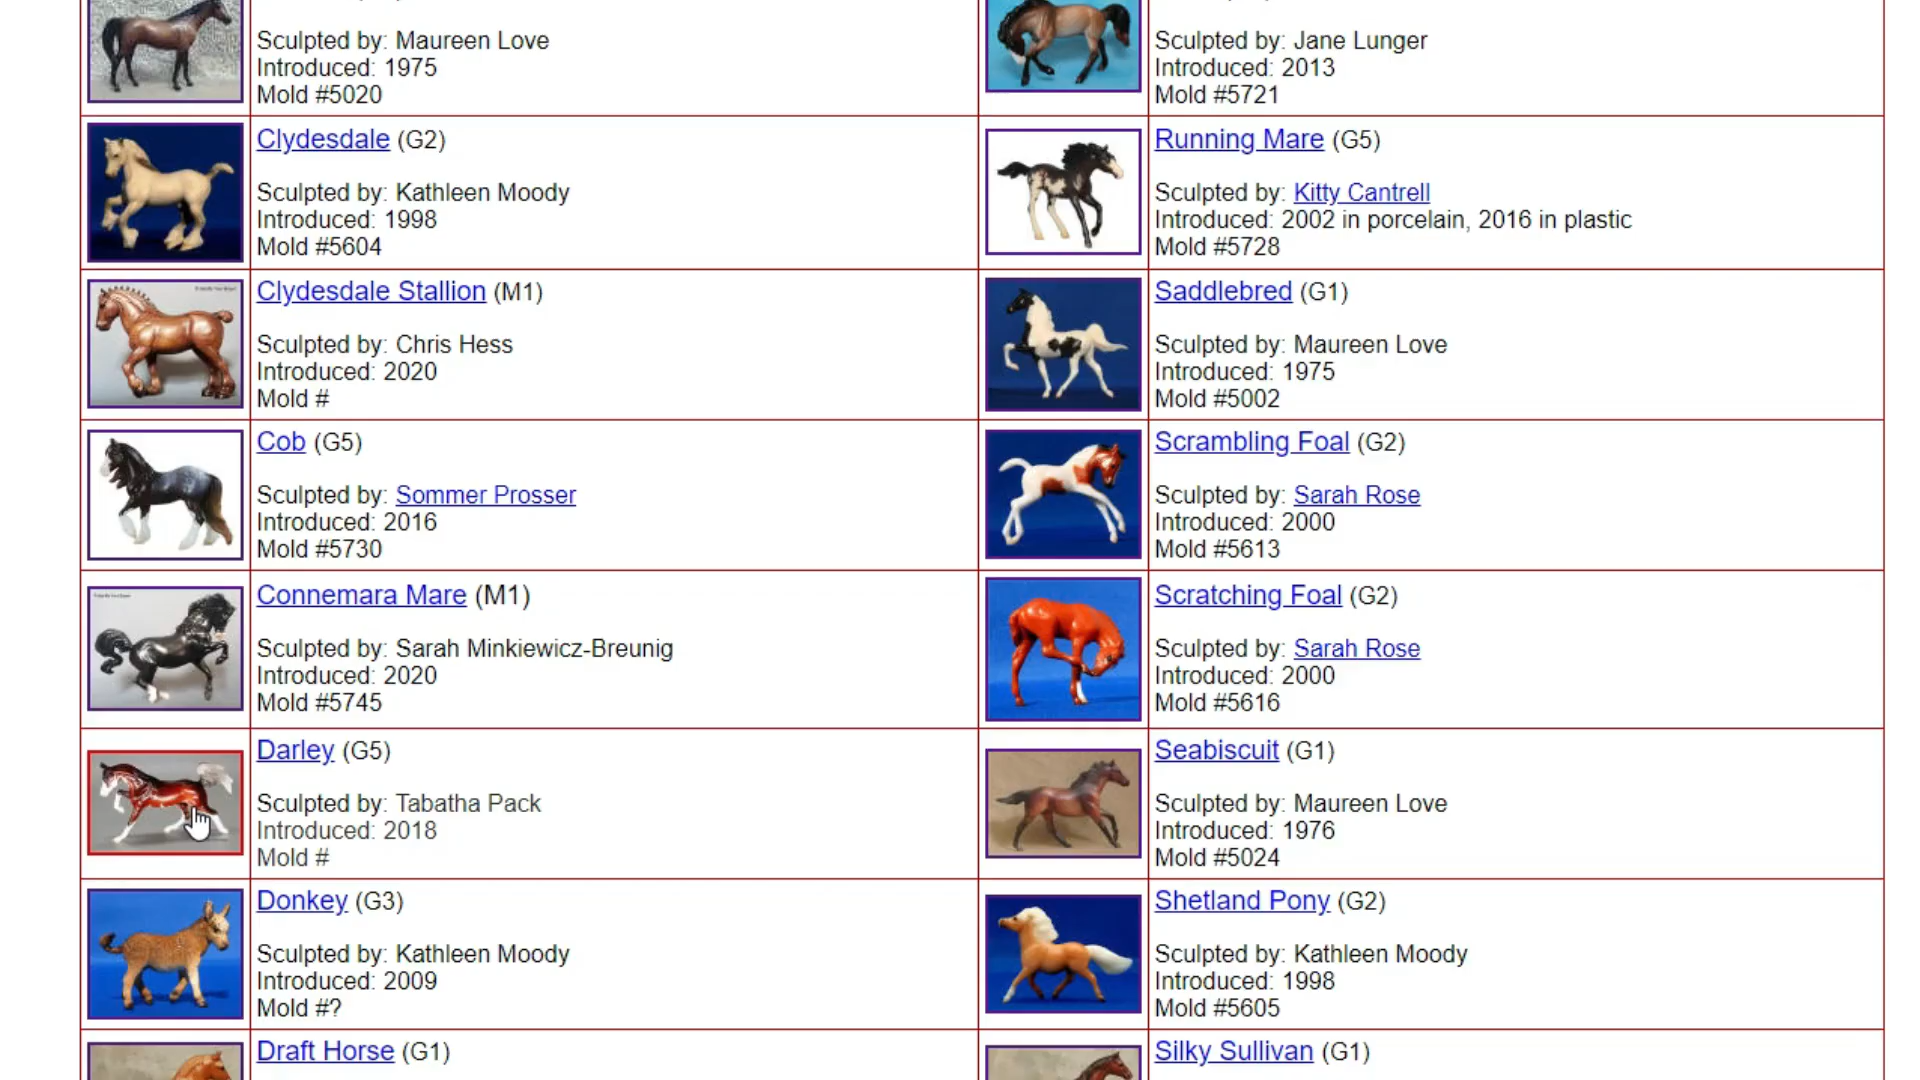 Sculpted by: Maureen Love
Introduced: 1975
Mold #5020
Sculpted by: Jane Lunger
Introduced: 2013
Mold #5721
Clydesdale (G2)
Sculpted by: Kathleen Moody
Introduced: 1998
Mold #5604
Running Mare (G5)
Sculpted by: Kitty Cantrell
Introduced: 2002 in porcelain, 2016 in plastic
Mold #5728
Clydesdale Stallion (M1)
Sculpted by: Chris Hess
Introduced: 2020
Mold #
Saddlebred (G1)
Sculpted by: Maureen Love
Introduced: 1975
Mold #5002
Cob (G5)
Sculpted by: Sommer Prosser
Introduced: 2016
Mold #5730
Scrambling Foal (G2)
Sculpted by: Sarah Rose
Introduced: 2000
Mold #5613
Connemara Mare (M1)
Sculpted by: Sarah Minkiewicz-Breunig
Introduced: 2020
Mold #5745
Scratching Foal (G2)
Sculpted by: Sarah Rose
Introduced: 2000
Mold #5616
Darley (G5)
Sculpted by: Tabatha Pack
Introduced: 2018
Mold #
Seabiscuit (G1)
Sculpted by: Maureen Love
Introduced: 1976
Mold #5024
Donkey (G3)
Sculpted by: Kathleen Moody
Introduced: 2009
Mold #?
Shetland Pony (G2)
Sculpted by: Kathleen Moody
Introduced: 1998
Mold #5605
Draft Horse (G1)
Silky Sullivan (G1)